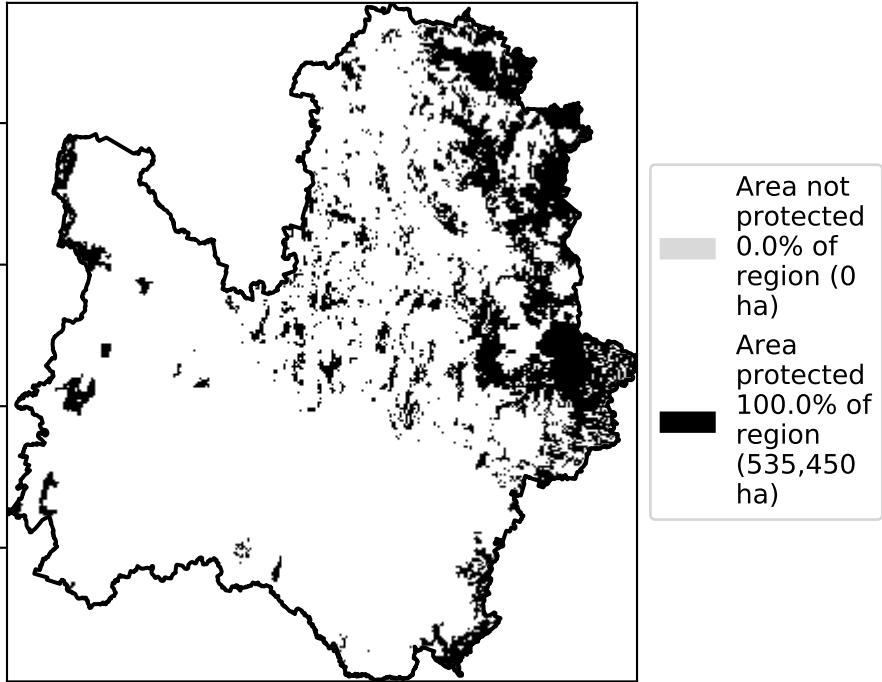 Area not
protected
0.0% of
region (0
ha)
Area
protected
100.0% of
region
(535,450
ha)